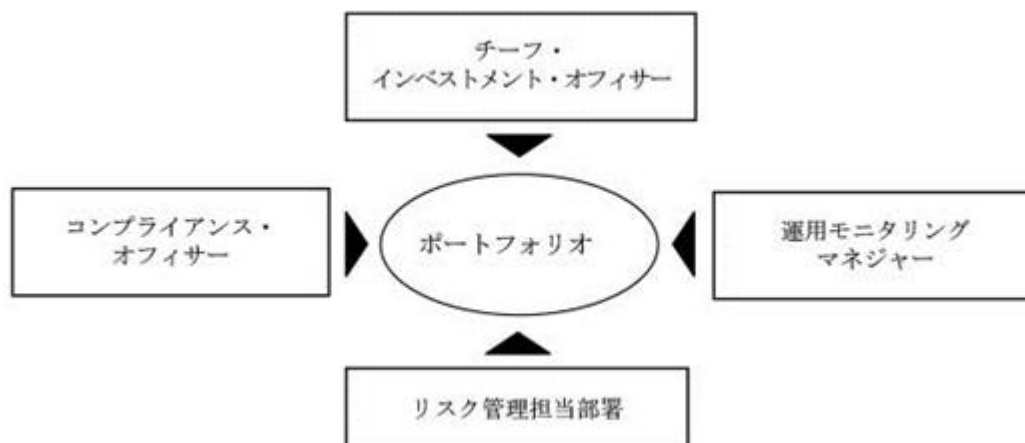 チーフ・
インベストメント・オフィサー
コンプライアンス・
オフィサー
ポートフォリオ
運用モニタリング
マネジャー
リスク管理担当部署